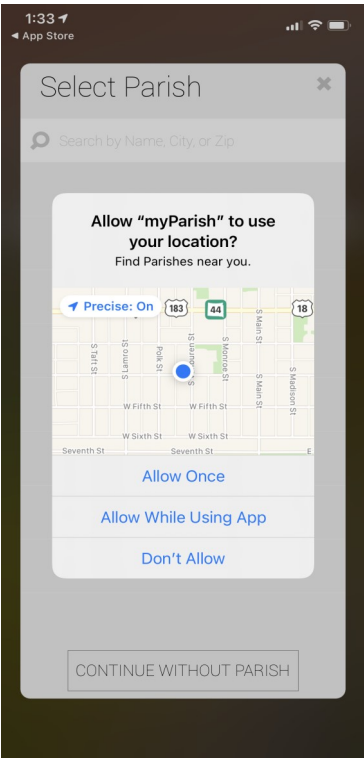 1:33
App Store
Select Parish
Search by Name, City, or Zip
Allow “myParish” to use
your location?
Find Parishes near you.
Precise: On
183
44
18
S Main St
S Taft St
S Lamro St
Polk St
S Monroe St
S Main St
S Madison St
W Fifth St
W Fifth St
W Sixth St
W Sixth St
Seventh St
Seventh St
E
Allow Once
Allow While Using App
Don’t Allow
CONTINUE WITHOUT PARISH